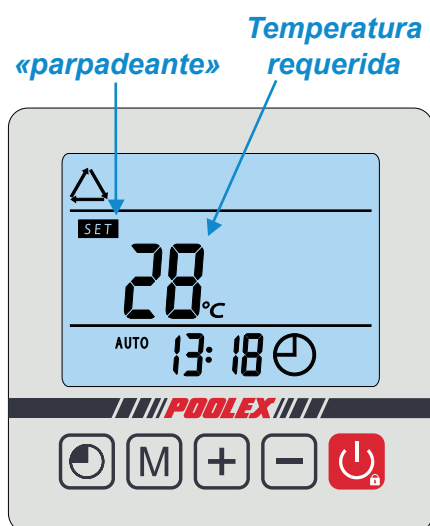 Temperatura
«parpadeante» requerida
SET
28 °C
AUTO 13:18
POOLEX
M + −